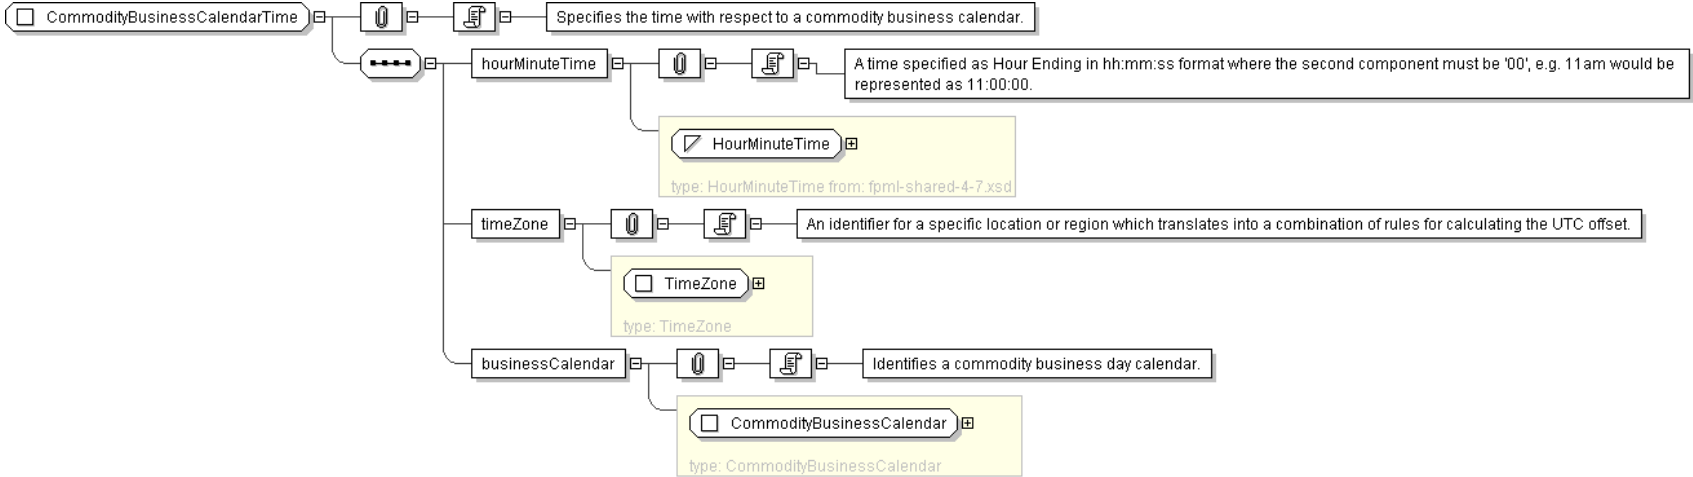 CommodityBusinessCalendarTime
Specifies the time with respect to a commodity business calendar.
hourMinuteTime
A time specified as Hour Ending in hh:mm:ss format where the second component must be '00', e.g. 11am would be
represented as 11:00:00.
HourMinuteTime
type: HourMinuteTime from: fpml-shared-4-7.xsd
timeZone
An identifier for a specific location or region which translates into a combination of rules for calculating the UTC offset.
TimeZone
type: TimeZone
businessCalendar
Identifies a commodity business day calendar.
CommodityBusinessCalendar
type: CommodityBusinessCalendar